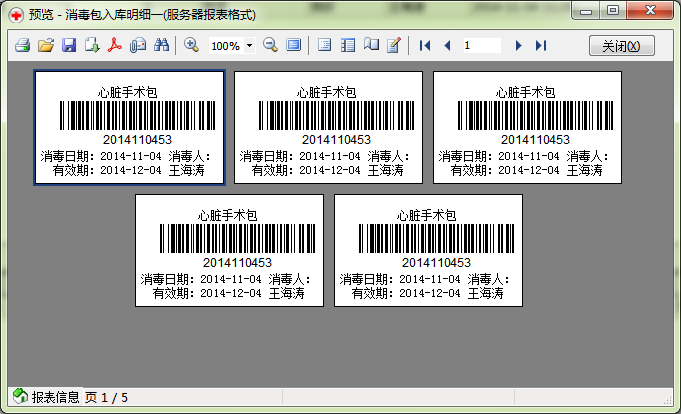 预览 - 消毒包入库明细一(服务器报表格式)
100% 1 关闭(X)
心脏手术包
2014110453
消毒日期：2014-11-04 消毒人：
有效期：2014-12-04 王海涛
心脏手术包
2014110453
消毒日期：2014-11-04 消毒人：
有效期：2014-12-04 王海涛
心脏手术包
2014110453
消毒日期：2014-11-04 消毒人：
有效期：2014-12-04 王海涛
心脏手术包
2014110453
消毒日期：2014-11-04 消毒人：
有效期：2014-12-04 王海涛
心脏手术包
2014110453
消毒日期：2014-11-04 消毒人：
有效期：2014-12-04 王海涛
报表信息 页 1 / 5